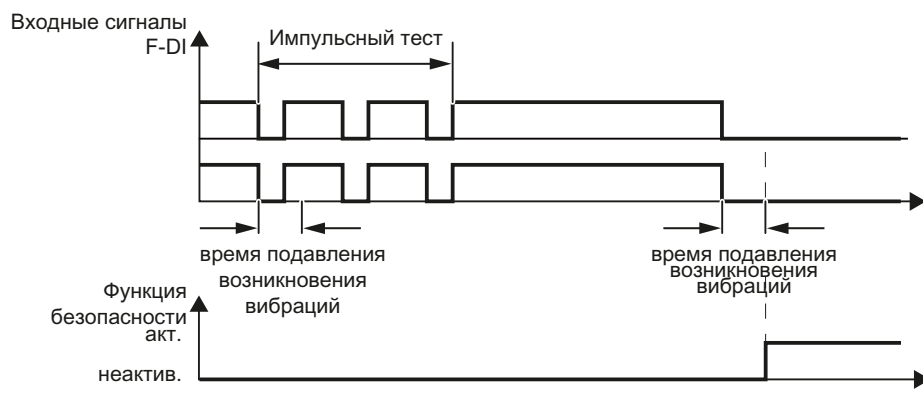 Входные сигналы
F-DI
Импульсный тест
время подавления
возникновения
вибраций
время подавления
возникновения
вибраций
Функция
безопасности
акт.
неактив.